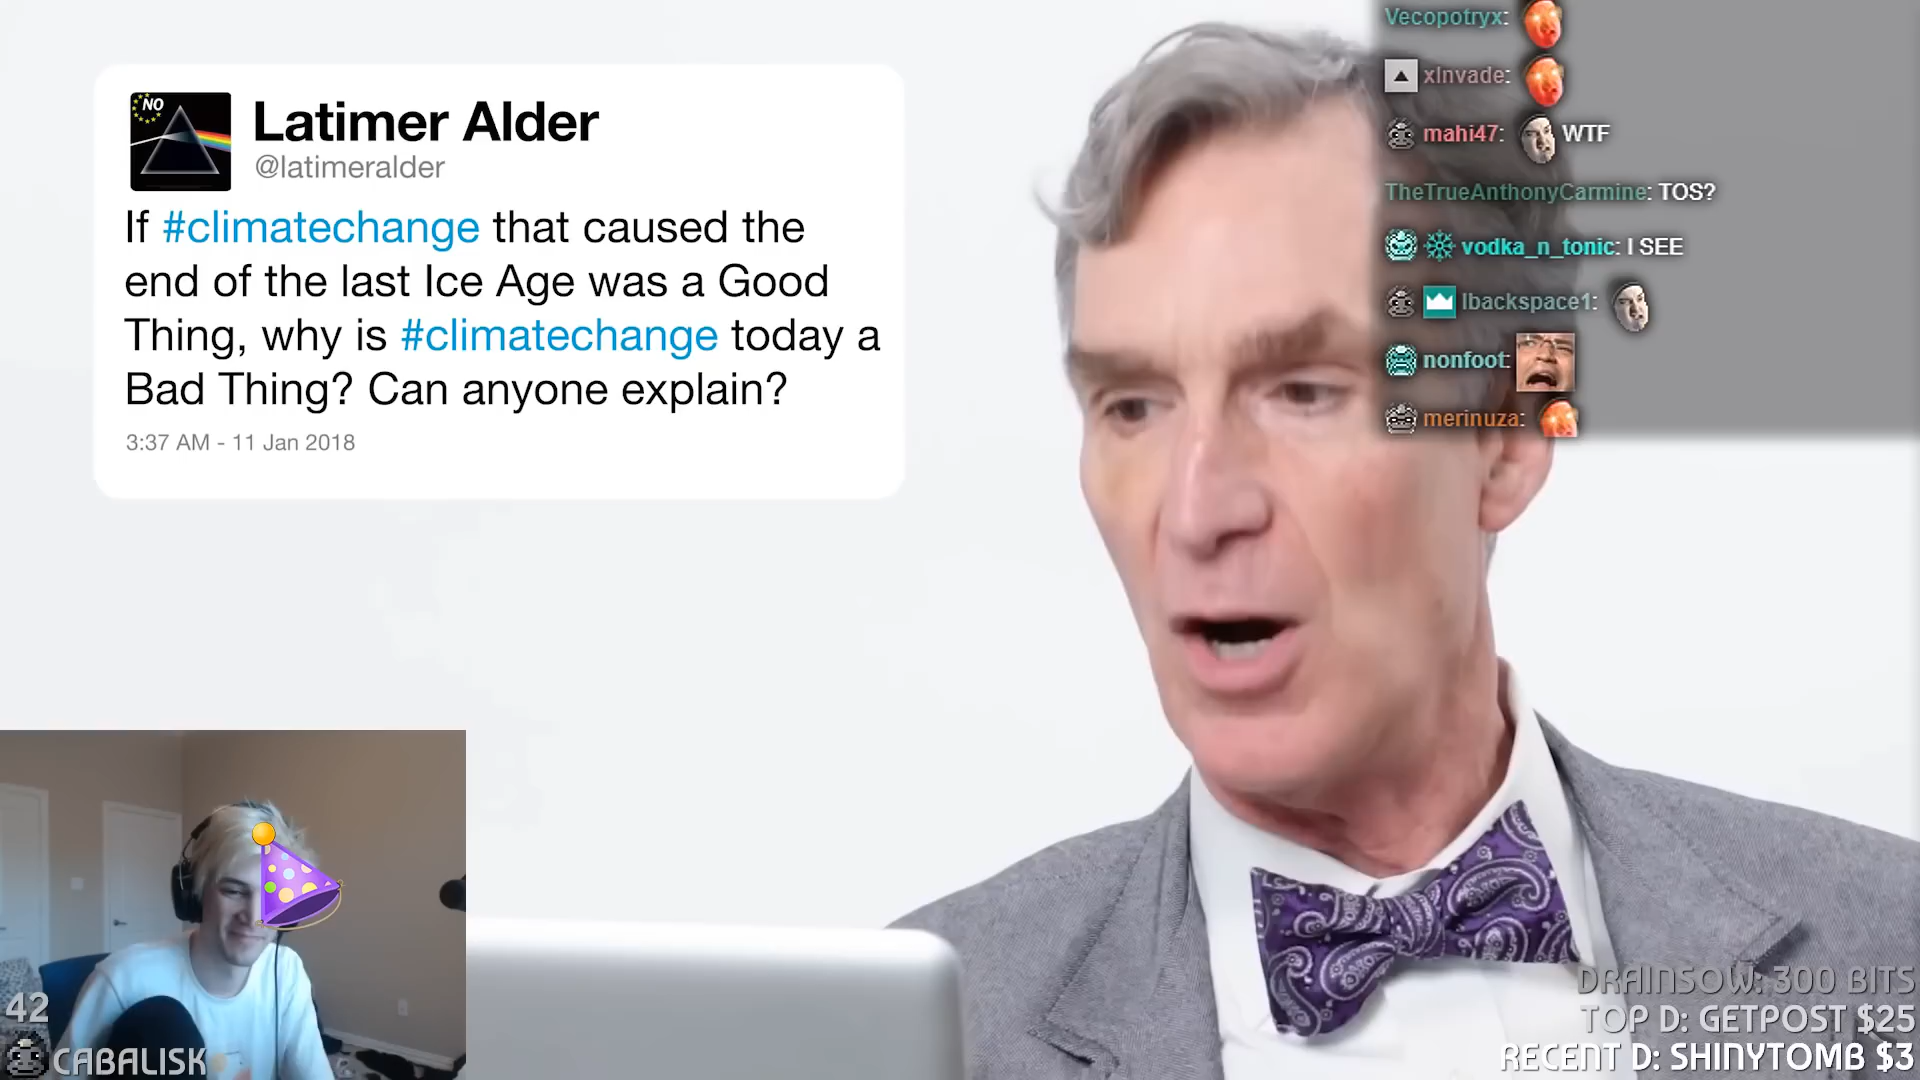 NO
Latimer Alder
@latimeralder
If #climatechange that caused the
end of the last Ice Age was a Good
Thing, why is #climatechange today a
Bad Thing? Can anyone explain?
3:37 AM - 11 Jan 2018
Vecopotryx:
xInvade:
mahi47: WTF
TheTrueAnthonyCarmine: TOS?
vodka_n_tonic: I SEE
lbackspace1:
nonfoot:
merinuza:
42
CABALISK
DRAINSOW: 300 BITS
TOP D: GETPOST $25
RECENT D: SHINYTOMB $3